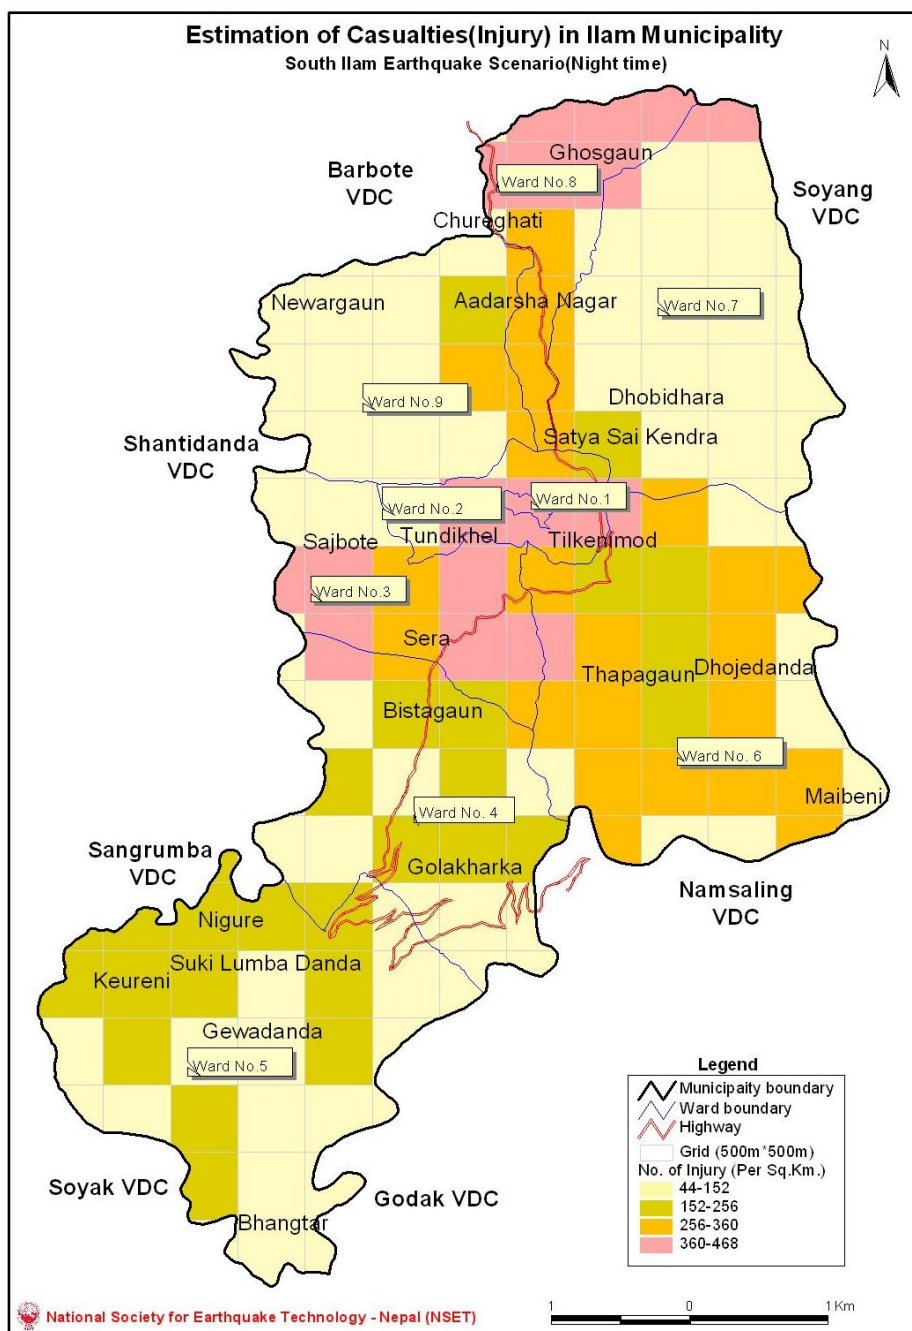 Estimation of Casualties(Injury) in Ilam Municipality
South Ilam Earthquake Scenario(Night time)
N
Ghosgaun
Barbote
VDC
Ward No.8
Soyang
VDC
Chureghati
Newargaun
Aadarsha Nagar
Ward No.7
Ward No.9
Dhobidhara
Shantidanda
VDC
Satya Sai Kendra
Ward No.2
Ward No.1
Sajbote
Tundikhel
Tilkenimod
Ward No.3
Sera
Thapagaun
Dhojedanda
Bistagaun
Ward No. 6
Maibeni
Ward No. 4
Sangrumba
VDC
Golakharka
Namsaling
VDC
Nigure
Suki Lumba Danda
Keureni
Gewadanda
Ward No.5
Legend
Municipaity boundary
Ward boundary
Highway
Grid (500m*500m)
No. of Injury (Per Sq.Km.)
44-152
152-256
256-360
360-468
Soyak VDC
Godak VDC
Bhangtar
National Society for Earthquake Technology - Nepal (NSET)
1 0 1 Km